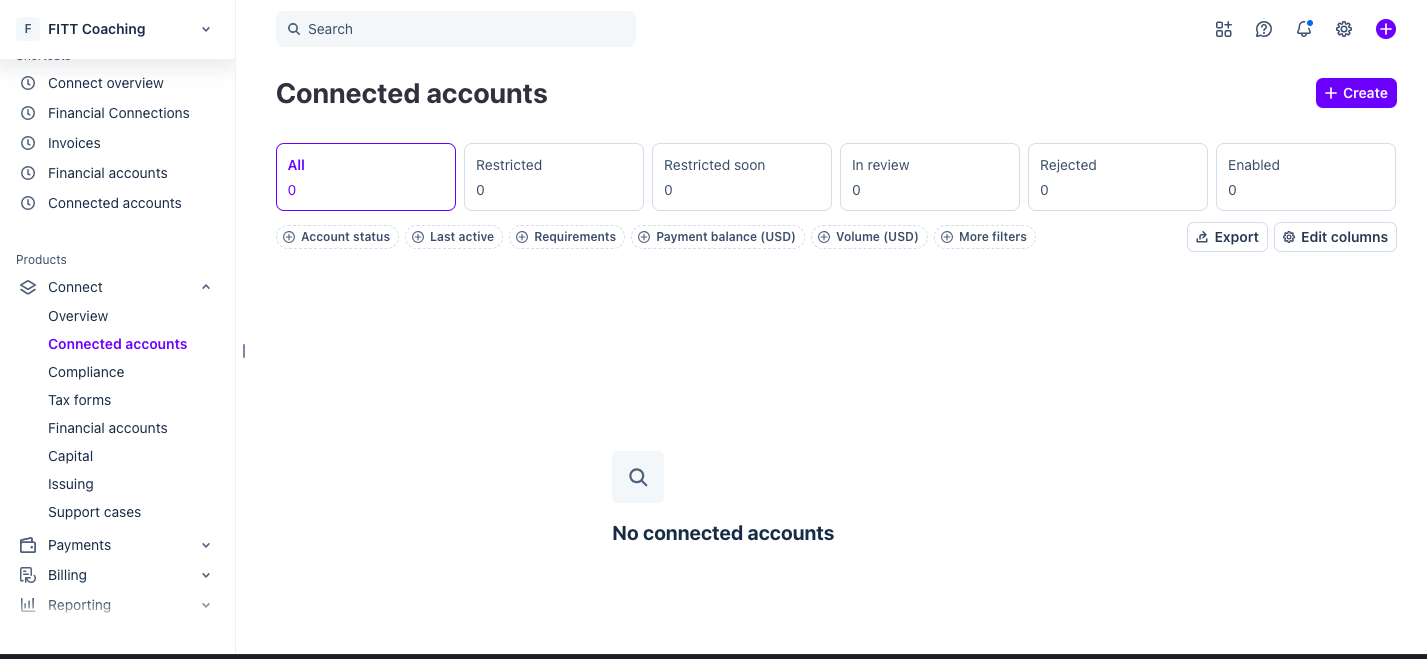 F FITT Coaching
Search
Shortcuts
Connect overview
Financial Connections
Invoices
Financial accounts
Connected accounts
Products
Connect
Overview
Connected accounts
Compliance
Tax forms
Financial accounts
Capital
Issuing
Support cases
Payments
Billing
Reporting
Connected accounts
Create
All
0
Restricted
0
Restricted soon
0
In review
0
Rejected
0
Enabled
0
Account status Last active Requirements Payment balance (USD) Volume (USD) More filters
Export Edit columns
No connected accounts